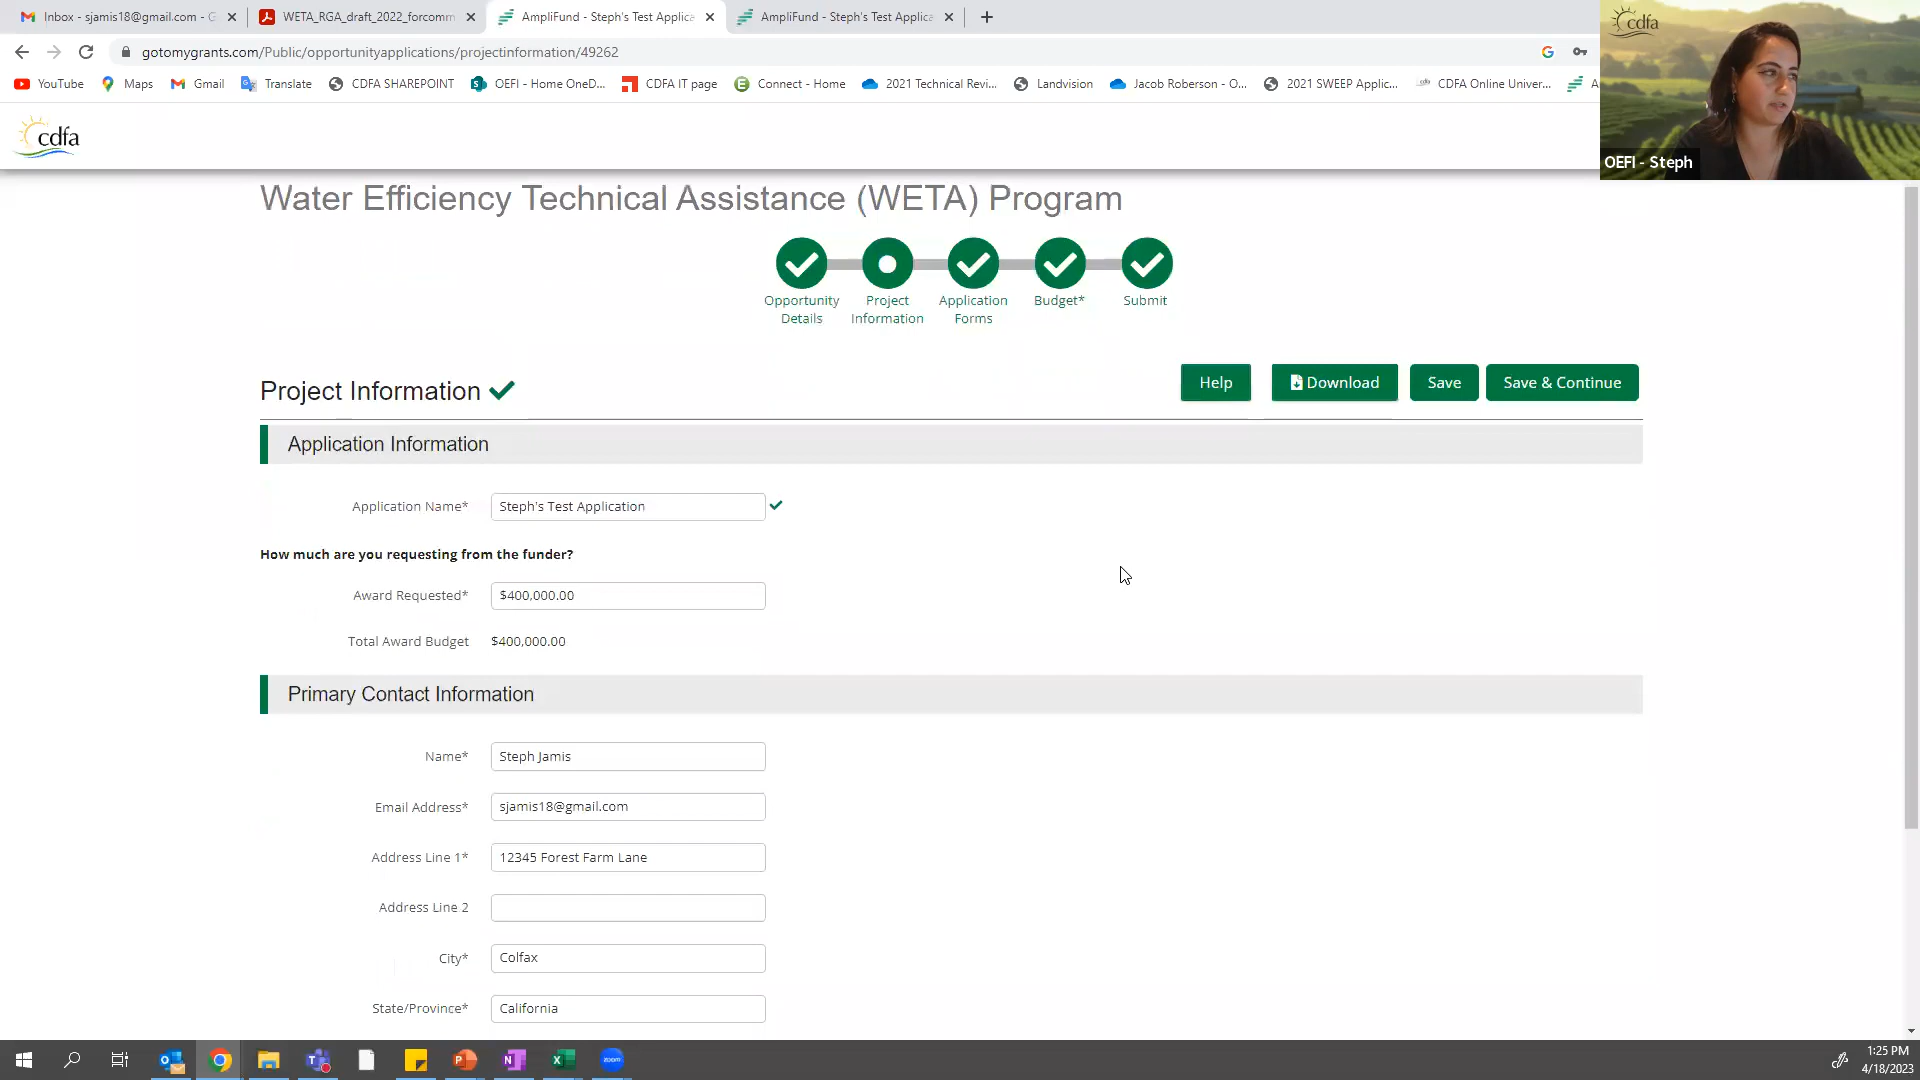 Inbox - sjamis18@gmail.com - G
WETA_RGA_draft_2022_forcomm
AmpliFund - Steph's Test Applica
AmpliFund - Steph's Test Applica
gotomygrants.com/Public/opportunityapplications/projectinformation/49262
YouTube
Maps
Gmail
Translate
CDFA SHAREPOINT
OEFI - Home OneD...
CDFA IT page
Connect - Home
2021 Technical Revi...
Landvision
Jacob Roberson - O...
2021 SWEEP Applic...
CDFA Online Univer...
A
cdfa
OEFI - Steph
cdfa
Water Efficiency Technical Assistance (WETA) Program
Opportunity Details
Project Information
Application Forms
Budget*
Submit
Project Information
Help
Download
Save
Save & Continue
Application Information
Application Name*
Steph's Test Application
How much are you requesting from the funder?
Award Requested*
$400,000.00
Total Award Budget
$400,000.00
Primary Contact Information
Name*
Steph Jamis
Email Address*
sjamis18@gmail.com
Address Line 1*
12345 Forest Farm Lane
Address Line 2
City*
Colfax
State/Province*
California
zoom
1:25 PM
4/18/2023